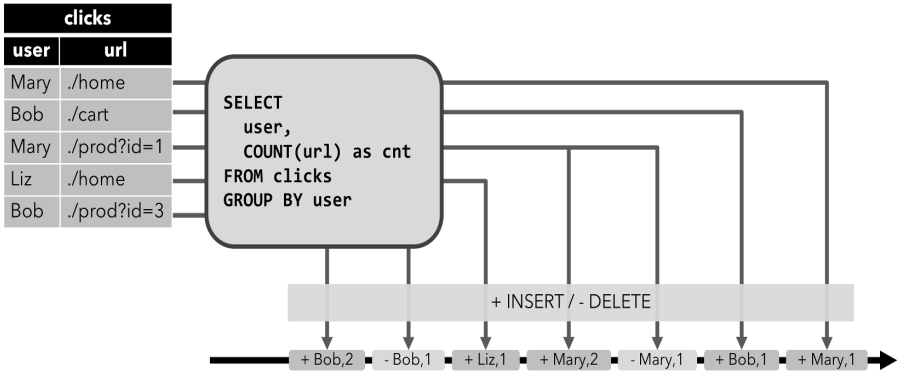 clicks
user url
Mary ./home
Bob ./cart
Mary ./prod?id=1
Liz ./home
Bob ./prod?id=3
SELECT
user,
COUNT(url) as cnt
FROM clicks
GROUP BY user
+ INSERT / - DELETE
+ Bob,2 - Bob,1 + Liz,1 + Mary,2 - Mary,1 + Bob,1 + Mary,1